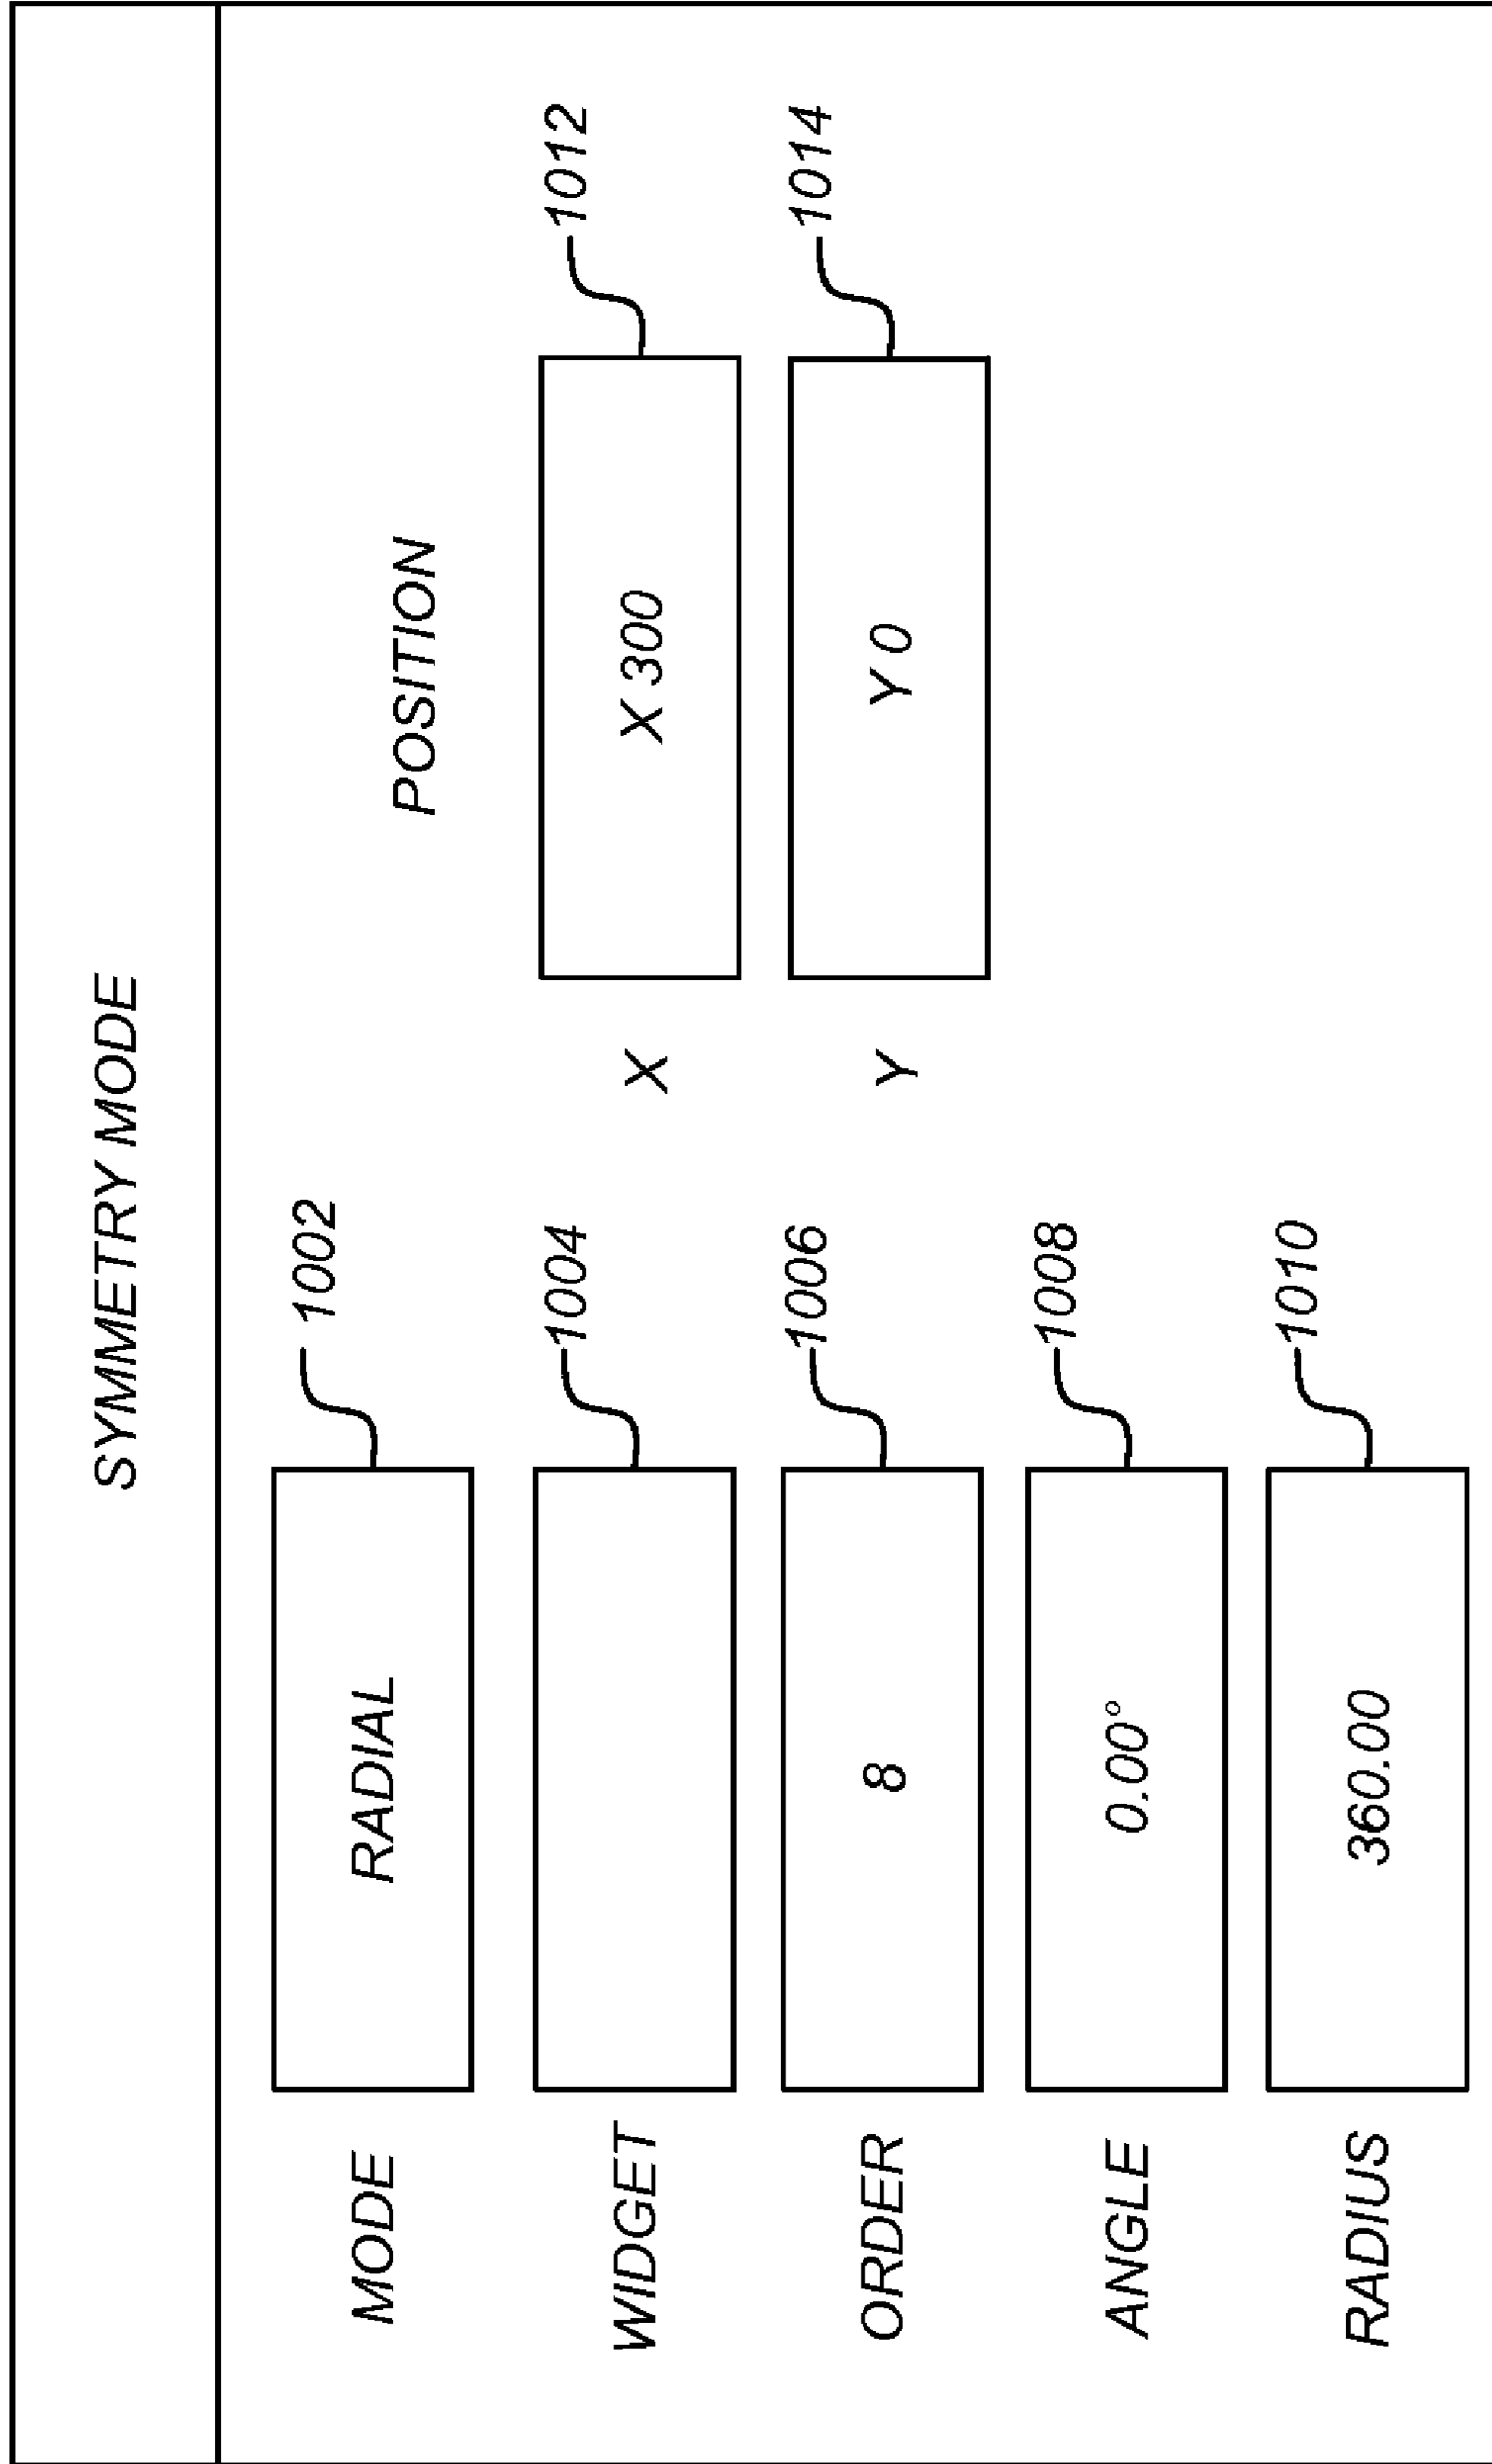 SYMMETRY MODE
MODE RADIAL 1002
POSITION
WIDGET 1004 X X 300 1012
ORDER 8 1006 Y Y 0 1014
ANGLE 0.00° 1008
RADIUS 360.00 1010